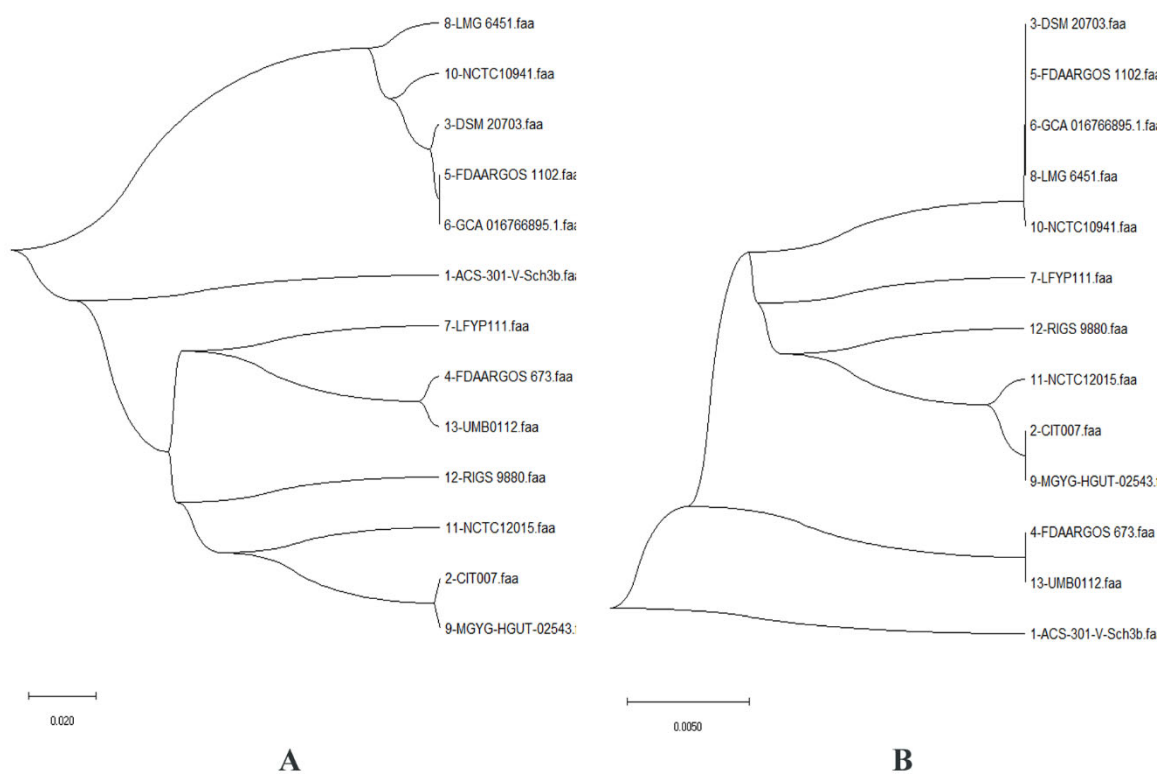 8-LMG 6451.faa
10-NCTC10941.faa
3-DSM 20703.faa
5-FDAARGOS 1102.faa
6-GCA 016766895.1.faa
1-ACS-301-V-Sch3b.faa
7-LFYP111.faa
4-FDAARGOS 673.faa
13-UMB0112.faa
12-RIGS 9880.faa
11-NCTC12015.faa
2-CIT007.faa
9-MGYG-HGUT-02543.
0.020
A
3-DSM 20703.faa
5-FDAARGOS 1102.faa
6-GCA 016766895.1.faa
8-LMG 6451.faa
10-NCTC10941.faa
7-LFYP111.faa
12-RIGS 9880.faa
11-NCTC12015.faa
2-CIT007.faa
9-MGYG-HGUT-02543.
4-FDAARGOS 673.faa
13-UMB0112.faa
1-ACS-301-V-Sch3b.fa
0.0050
B